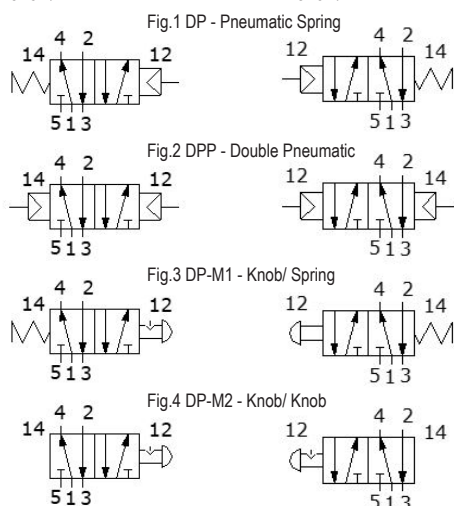 Fig.1 DP - Pneumatic Spring
14 4 2 12
5 1 3
12 4 2 14
5 1 3
Fig.2 DPP - Double Pneumatic
14 4 2 12
5 1 3
12 4 2 14
5 1 3
Fig.3 DP-M1 - Knob/ Spring
14 4 2 12
5 1 3
12 4 2 14
5 1 3
Fig.4 DP-M2 - Knob/ Knob
14 4 2 12
5 1 3
12 4 2 14
5 1 3